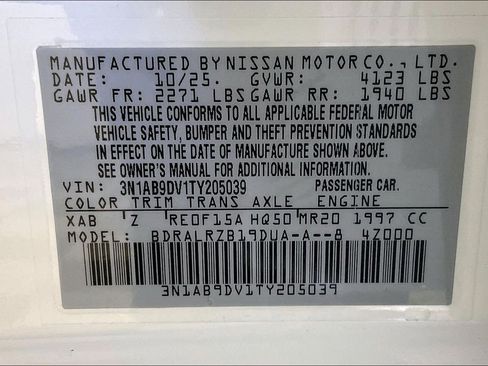 MANUFACTURED BY NISSAN MOTOR CO., LTD.
DATE: 10/25. GVWR: 4123 LBS
GAWR FR: 2271 LBS GAWR RR: 1940 LBS
THIS VEHICLE CONFORMS TO ALL APPLICABLE FEDERAL MOTOR
VEHICLE SAFETY, BUMPER AND THEFT PREVENTION STANDARDS
IN EFFECT ON THE DATE OF MANUFACTURE SHOWN ABOVE.
SEE OWNER'S MANUAL FOR ADDITIONAL INFORMATION.
VIN: 3N1AB9DV1TY205039 PASSENGER CAR.
COLOR TRIM TRANS AXLE ENGINE
XAB Z RE0F15A HQ50 MR20 1997 CC
MODEL: BDRALRZB19DUA-A--8 4Z000
3N1AB9DV1TY205039